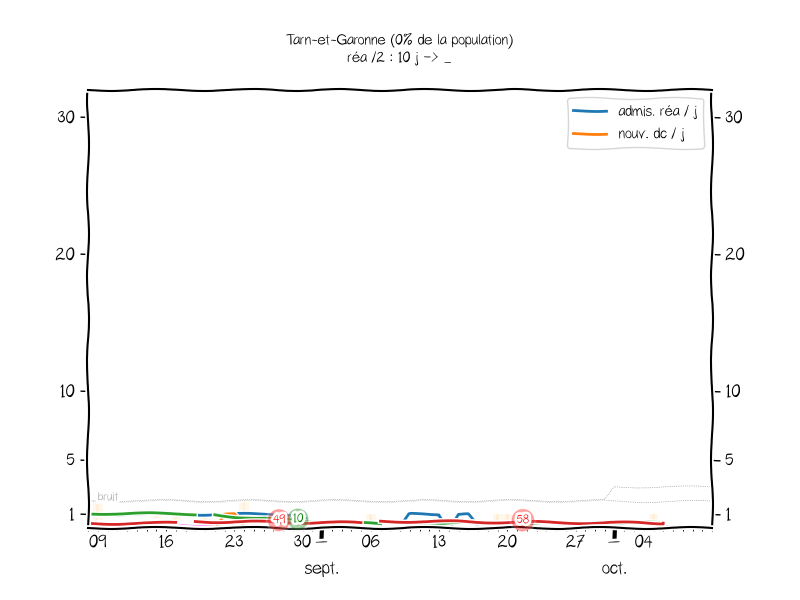 Tarn-et-Garonne (0% de la population)
réa /2 : 10 j -> _
admis. réa / j
nouv. dc / j
30
20
10
5
1
30
20
10
5
1
bruit
49
10
58
09 16 23 30 06 13 20 27 04
sept. oct.